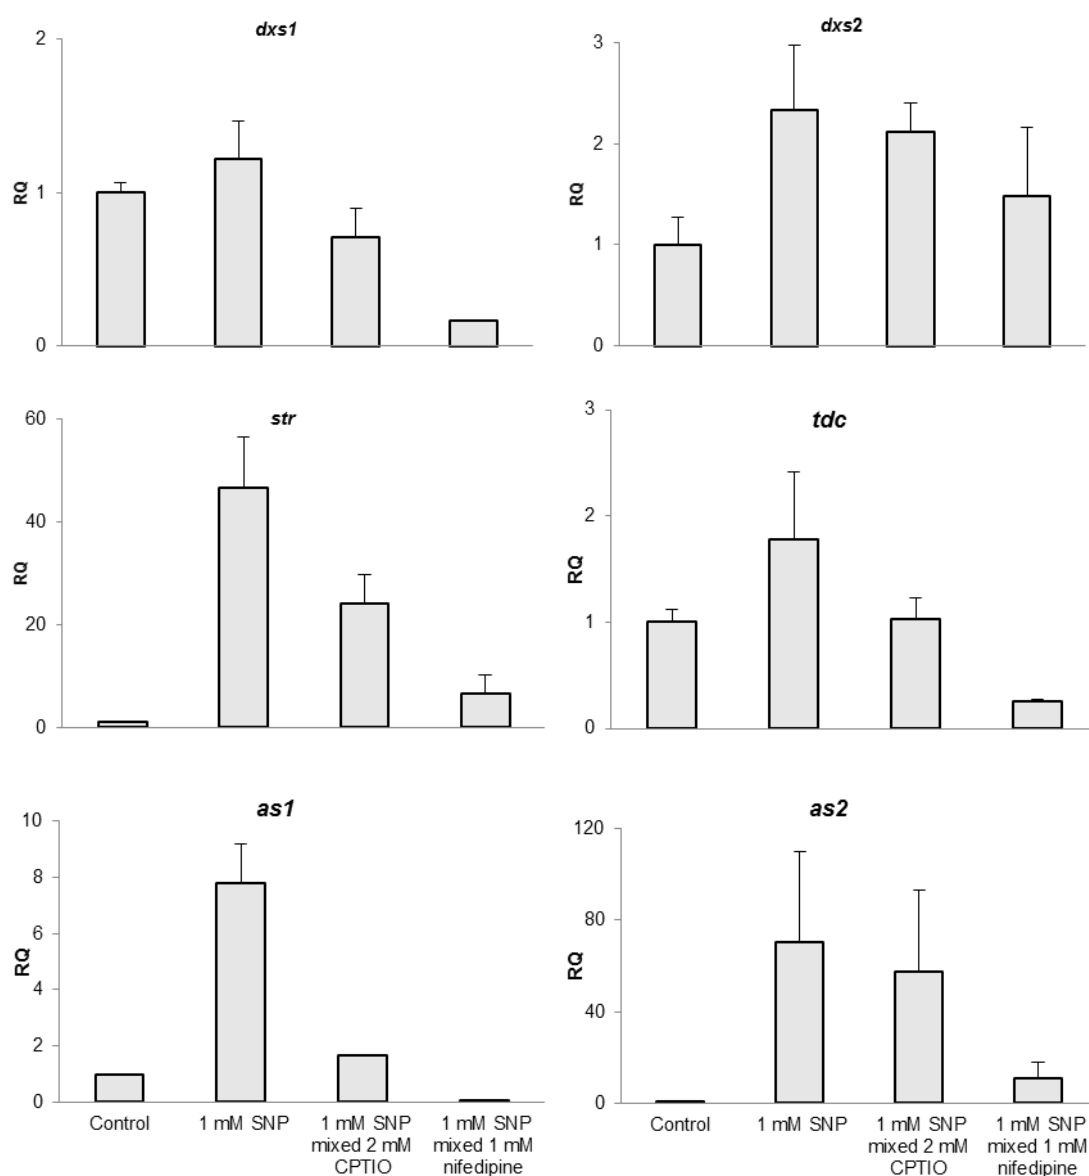 dxs1
2
1
0
RQ
dxs2
3
2
1
0
RQ
str
60
40
20
0
RQ
tdc
3
2
1
0
RQ
as1
10
8
6
4
2
0
RQ
Control
1 mM SNP
1 mM SNP
mixed 2 mM
CPTIO
1 mM SNP
mixed 1 mM
nifedipine
as2
120
80
40
0
RQ
Control
1 mM SNP
1 mM SNP
mixed 2 mM
CPTIO
1 mM SNP
mixed 1 mM
nifedipine